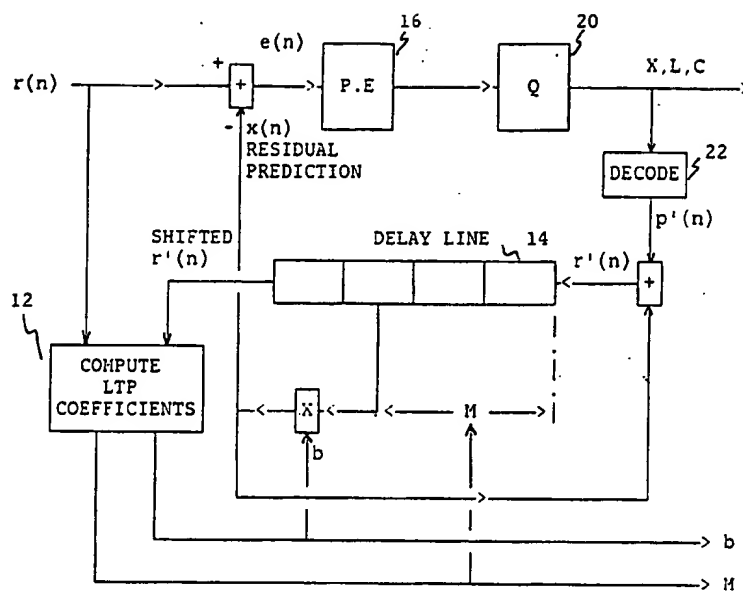 16
20
e(n)
X,L,C
r(n)
+
+
P.E
Q
- x(n)
RESIDUAL
PREDICTION
22
DECODE
p'(n)
SHIFTED
r'(n)
DELAY LINE
14
r'(n)
+
12
COMPUTE
LTP
COEFFICIENTS
X
M
b
b
M